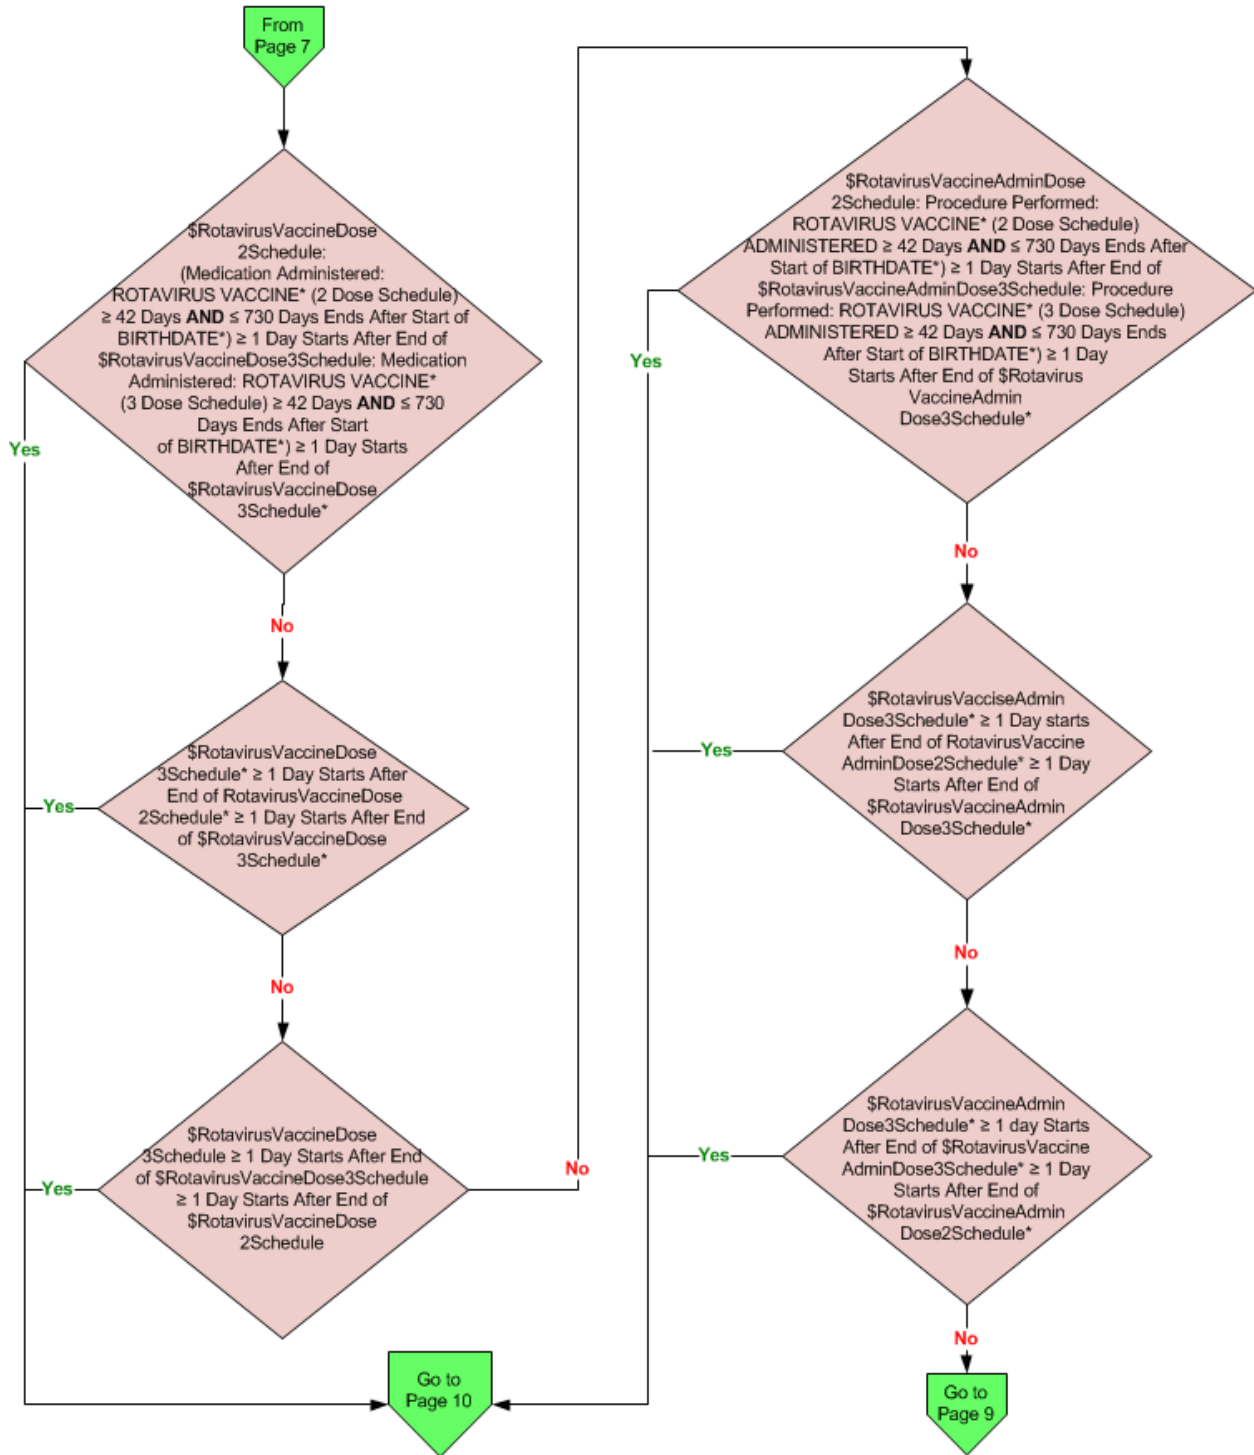 From
Page 7
$RotavirusVaccineDose
2Schedule:
(Medication Administered:
ROTAVIRUS VACCINE* (2 Dose Schedule)
≥ 42 Days AND ≤ 730 Days Ends After Start of
BIRTHDATE*) ≥ 1 Day Starts After End of
$RotavirusVaccineDose3Schedule: Medication
Administered: ROTAVIRUS VACCINE*
(3 Dose Schedule) ≥ 42 Days AND ≤ 730
Days Ends After Start
of BIRTHDATE*) ≥ 1 Day Starts
After End of
$RotavirusVaccineDose
3Schedule*
Yes
No
$RotavirusVaccineDose
3Schedule* ≥ 1 Day Starts After
End of RotavirusVaccineDose
2Schedule* ≥ 1 Day Starts After End
of $RotavirusVaccineDose
3Schedule*
Yes
No
$RotavirusVaccineDose
3Schedule ≥ 1 Day Starts After End
of $RotavirusVaccineDose3Schedule
≥ 1 Day Starts After End of
$RotavirusVaccineDose
2Schedule
Yes
No
$RotavirusVaccineAdminDose
2Schedule: Procedure Performed:
ROTAVIRUS VACCINE* (2 Dose Schedule)
ADMINISTERED ≥ 42 Days AND ≤ 730 Days Ends After
Start of BIRTHDATE*) ≥ 1 Day Starts After End of
$RotavirusVaccineAdminDose3Schedule: Procedure
Performed: ROTAVIRUS VACCINE* (3 Dose Schedule)
ADMINISTERED ≥ 42 Days AND ≤ 730 Days Ends
After Start of BIRTHDATE*) ≥ 1 Day
Starts After End of $Rotavirus
VaccineAdmin
Dose3Schedule*
Yes
No
$RotavirusVacciseAdmin
Dose3Schedule* ≥ 1 Day starts
After End of RotavirusVaccine
AdminDose2Schedule* ≥ 1 Day
Starts After End of
$RotavirusVaccineAdmin
Dose3Schedule*
Yes
No
$RotavirusVaccineAdmin
Dose3Schedule* ≥ 1 day Starts
After End of $RotavirusVaccine
AdminDose3Schedule* ≥ 1 Day
Starts After End of
$RotavirusVaccineAdmin
Dose2Schedule*
Yes
No
Go to
Page 10
Go to
Page 9